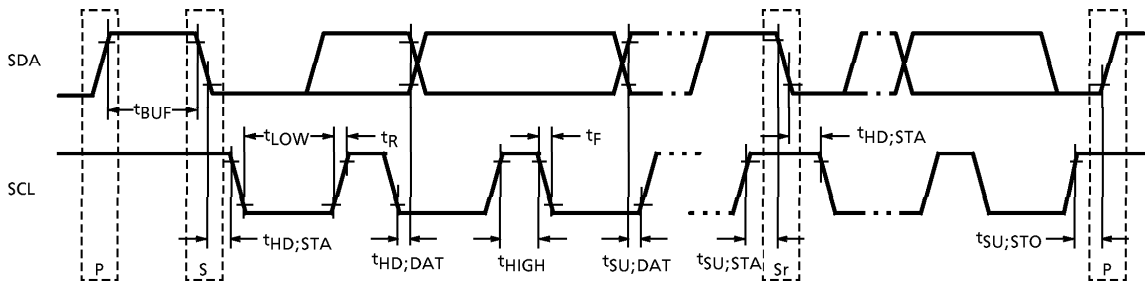 SDA
tBUF
tLOW
tR
tF
tHD;STA
SCL
tHD;STA
tHD;DAT
tHIGH
tSU;DAT
tSU;STA
tSU;STO
P
S
Sr
P